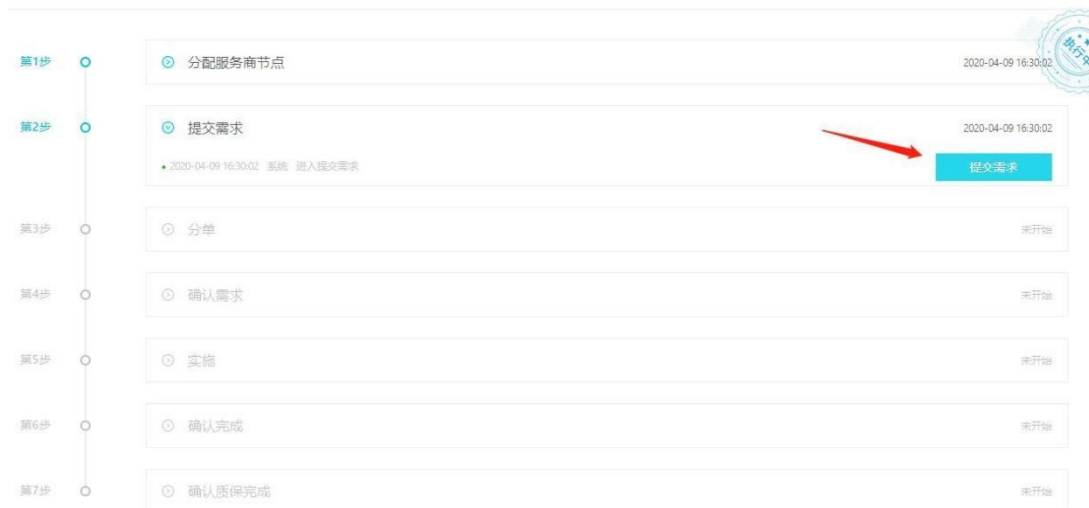 第1步 分配服务商节点 2020-04-09 16:30:02
执行中
第2步 提交需求 2020-04-09 16:30:02
2020-04-09 16:30:02 系统 进入提交需求 提交需求
第3步 分单 未开始
第4步 确认需求 未开始
第5步 实施 未开始
第6步 确认完成 未开始
第7步 确认质保完成 未开始